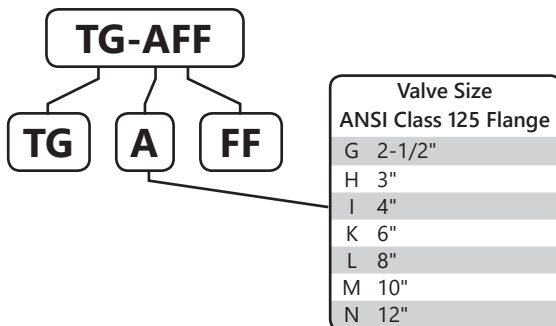 TG-AFF
TG
A
FF
Valve Size
ANSI Class 125 Flange
G 2-1/2"
H 3"
I 4"
K 6"
L 8"
M 10"
N 12"